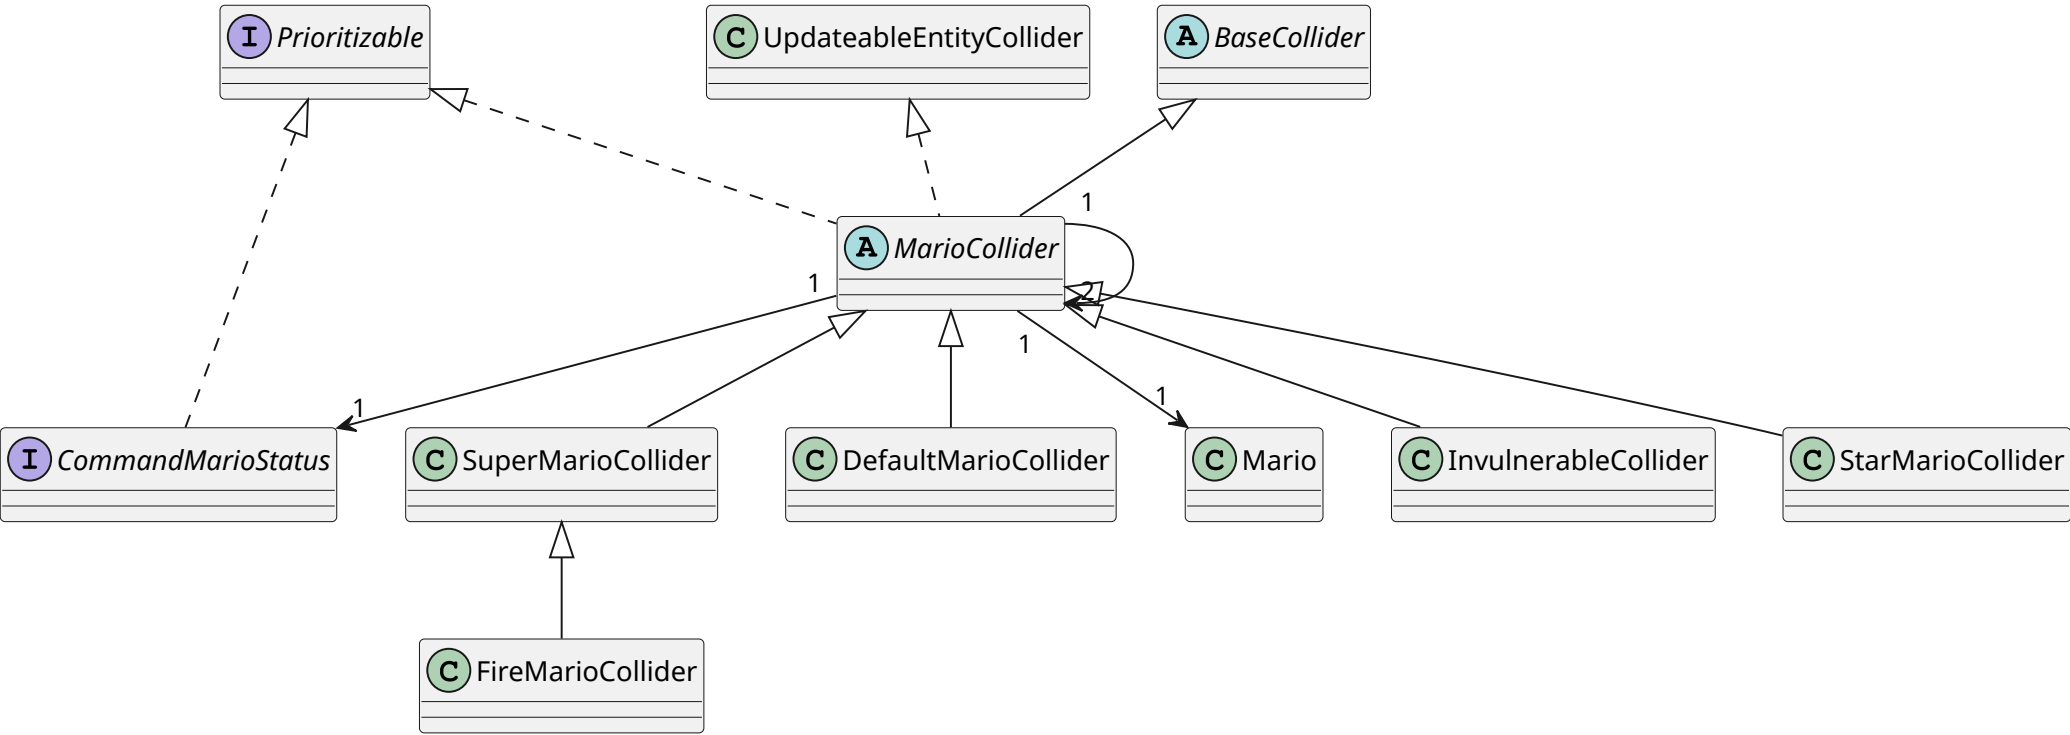 I Prioritizable
C UpdateableEntityCollider
A BaseCollider
1
A MarioCollider
1
2
1
1
1
I CommandMarioStatus
C SuperMarioCollider
C DefaultMarioCollider
C Mario
C InvulnerableCollider
C StarMarioCollider
C FireMarioCollider